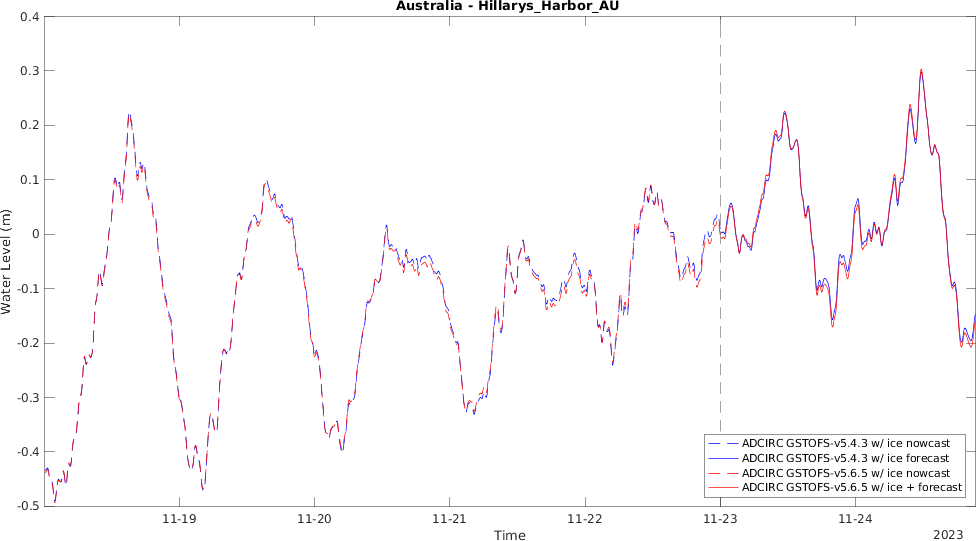 Australia - Hillarys_Harbor_AU
0.4
0.3
0.2
0.1
0
-0.1
-0.2
-0.3
-0.4
-0.5
Water Level (m)
11-19
11-20
11-21
11-22
11-23
11-24
Time
2023
ADCIRC GSTOFS-v5.4.3 w/ ice nowcast
ADCIRC GSTOFS-v5.4.3 w/ ice forecast
ADCIRC GSTOFS-v5.6.5 w/ ice nowcast
ADCIRC GSTOFS-v5.6.5 w/ ice + forecast